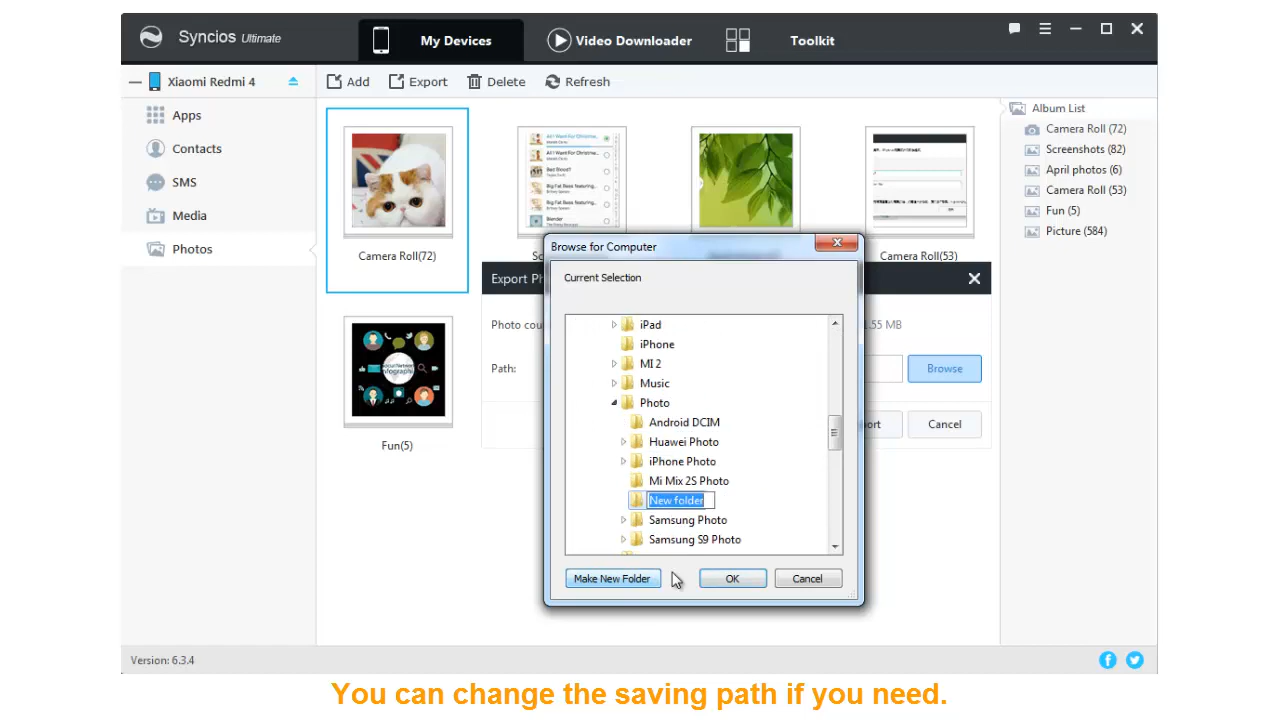 Syncios Ultimate
My Devices
Video Downloader
Toolkit
Xiaomi Redmi 4
Add
Export
Delete
Refresh
Apps
Contacts
SMS
Media
Photos
Camera Roll(72)
Camera Roll(53)
Fun(5)
Album List
Camera Roll (72)
Screenshots (82)
April photos (6)
Camera Roll (53)
Fun (5)
Picture (584)
Export Ph
Photo cou
.55 MB
Path:
Browse
ort
Cancel
Browse for Computer
Current Selection
iPad
iPhone
MI 2
Music
Photo
Android DCIM
Huawei Photo
iPhone Photo
Mi Mix 2S Photo
New folder
Samsung Photo
Samsung S9 Photo
Make New Folder
OK
Cancel
Version: 6.3.4
You can change the saving path if you need.